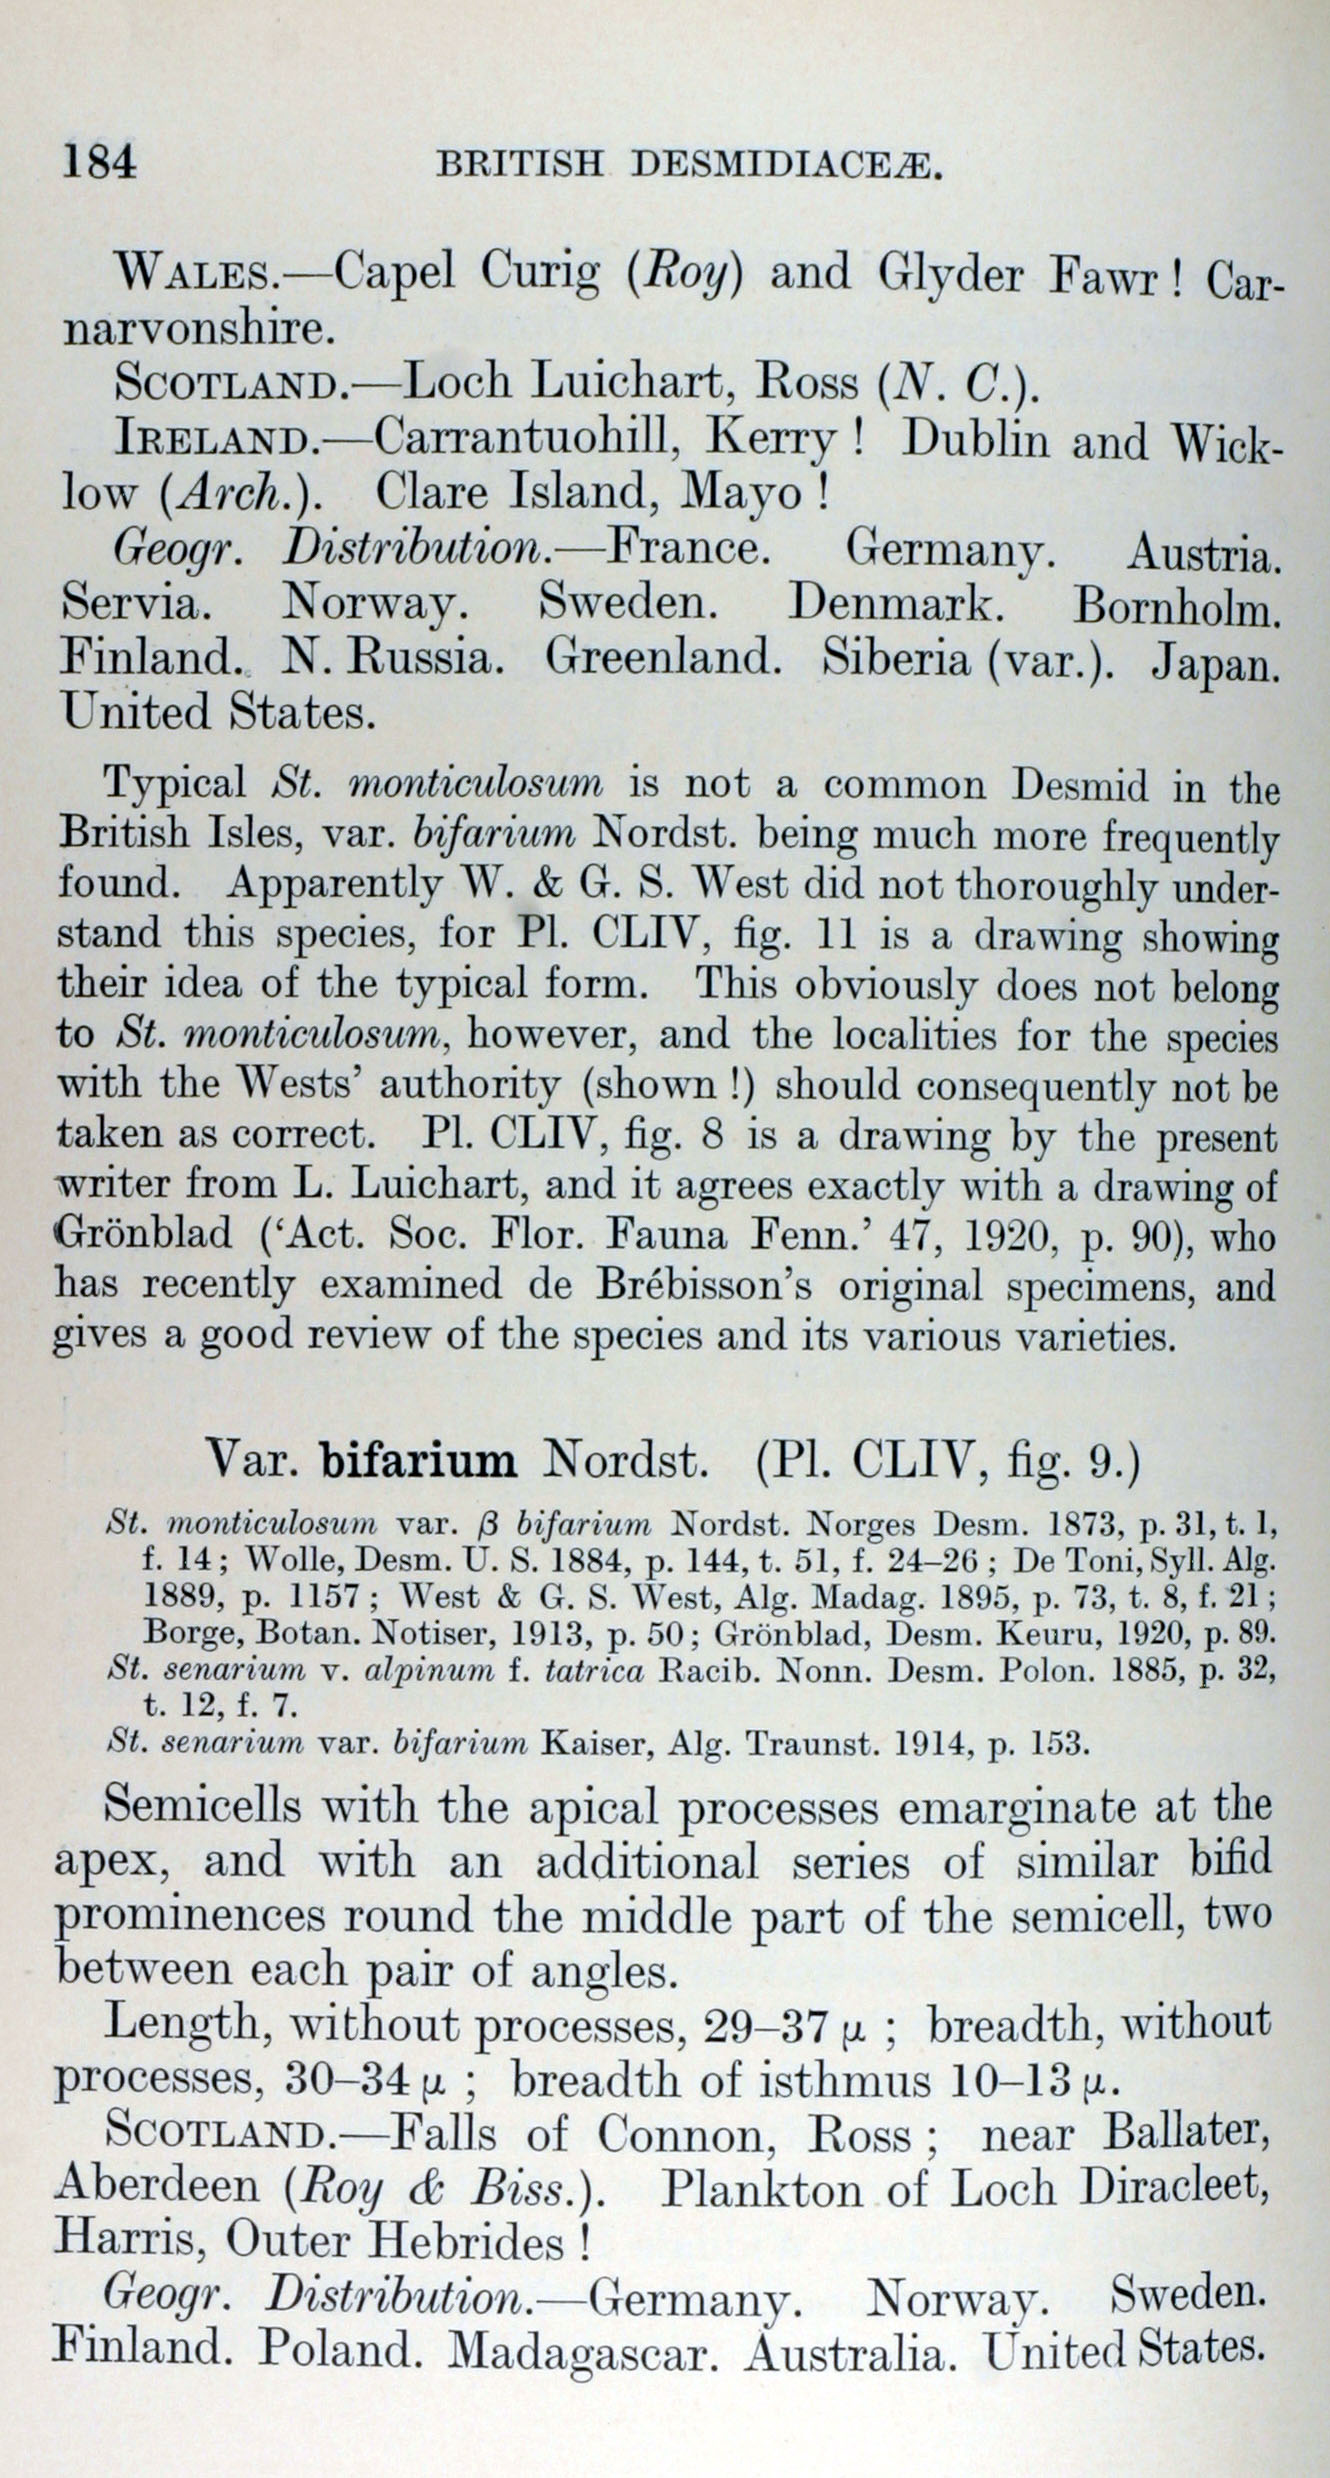 184 BRITISH DESMIDIACEÆ.
WALES.—Capel Curig (Roy) and Glyder Fawr! Car-
narvonshire.
SCOTLAND.—Loch Luichart, Ross (N. C.).
IRELAND.—Carrantuohill, Kerry! Dublin and Wick-
low (Arch.). Clare Island, Mayo!
Geogr. Distribution.—France. Germany. Austria.
Servia. Norway. Sweden. Denmark. Bornholm.
Finland. N. Russia. Greenland. Siberia (var.). Japan.
United States.
Typical St. monticulosum is not a common Desmid in the
British Isles, var. bifarium Nordst. being much more frequently
found. Apparently W. & G. S. West did not thoroughly under-
stand this species, for Pl. CLIV, fig. 11 is a drawing showing
their idea of the typical form. This obviously does not belong
to St. monticulosum, however, and the localities for the species
with the Wests' authority (shown !) should consequently not be
taken as correct. Pl. CLIV, fig. 8 is a drawing by the present
writer from L. Luichart, and it agrees exactly with a drawing of
Grönblad ('Act. Soc. Flor. Fauna Fenn.' 47, 1920, p. 90), who
has recently examined de Brébisson's original specimens, and
gives a good review of the species and its various varieties.
Var. bifarium Nordst. (Pl. CLIV, fig. 9.)
St. monticulosum var. β bifarium Nordst. Norges Desm. 1873, p. 31, t. 1,
f. 14; Wolle, Desm. U. S. 1884, p. 144, t. 51, f. 24–26; De Toni, Syll. Alg.
1889, p. 1157; West & G. S. West, Alg. Madag. 1895, p. 73, t. 8, f. 21;
Borge, Botan. Notiser, 1913, p. 50; Grönblad, Desm. Keuru, 1920, p. 89.
St. senarium v. alpinum f. tatrica Racib. Nonn. Desm. Polon. 1885, p. 32,
t. 12, f. 7.
St. senarium var. bifarium Kaiser, Alg. Traunst. 1914, p. 153.
Semicells with the apical processes emarginate at the
apex, and with an additional series of similar bifid
prominences round the middle part of the semicell, two
between each pair of angles.
Length, without processes, 29–37 μ; breadth, without
processes, 30–34 μ; breadth of isthmus 10–13 μ.
SCOTLAND.—Falls of Connon, Ross; near Ballater,
Aberdeen (Roy & Biss.). Plankton of Loch Diracleet,
Harris, Outer Hebrides!
Geogr. Distribution.—Germany. Norway. Sweden.
Finland. Poland. Madagascar. Australia. United States.